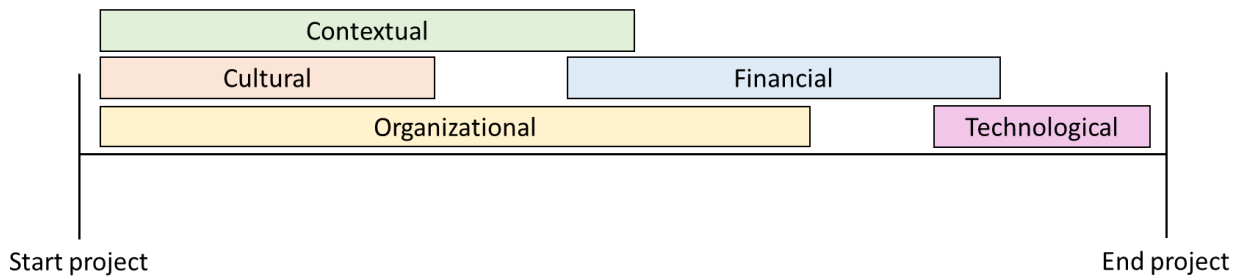 Contextual
Cultural
Financial
Organizational
Technological
Start project
End project